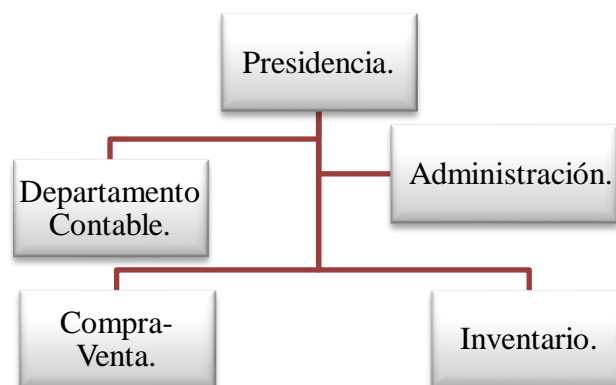 Presidencia.
Administración.
Departamento
Contable.
Compra-
Venta.
Inventario.